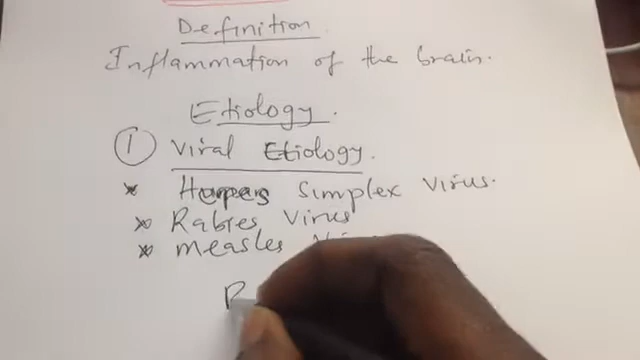 Definition
Inflammation of the brain.
Etiology.
① Viral Etiology.
* Herpes simplex virus.
* Rabies Virus
* measles